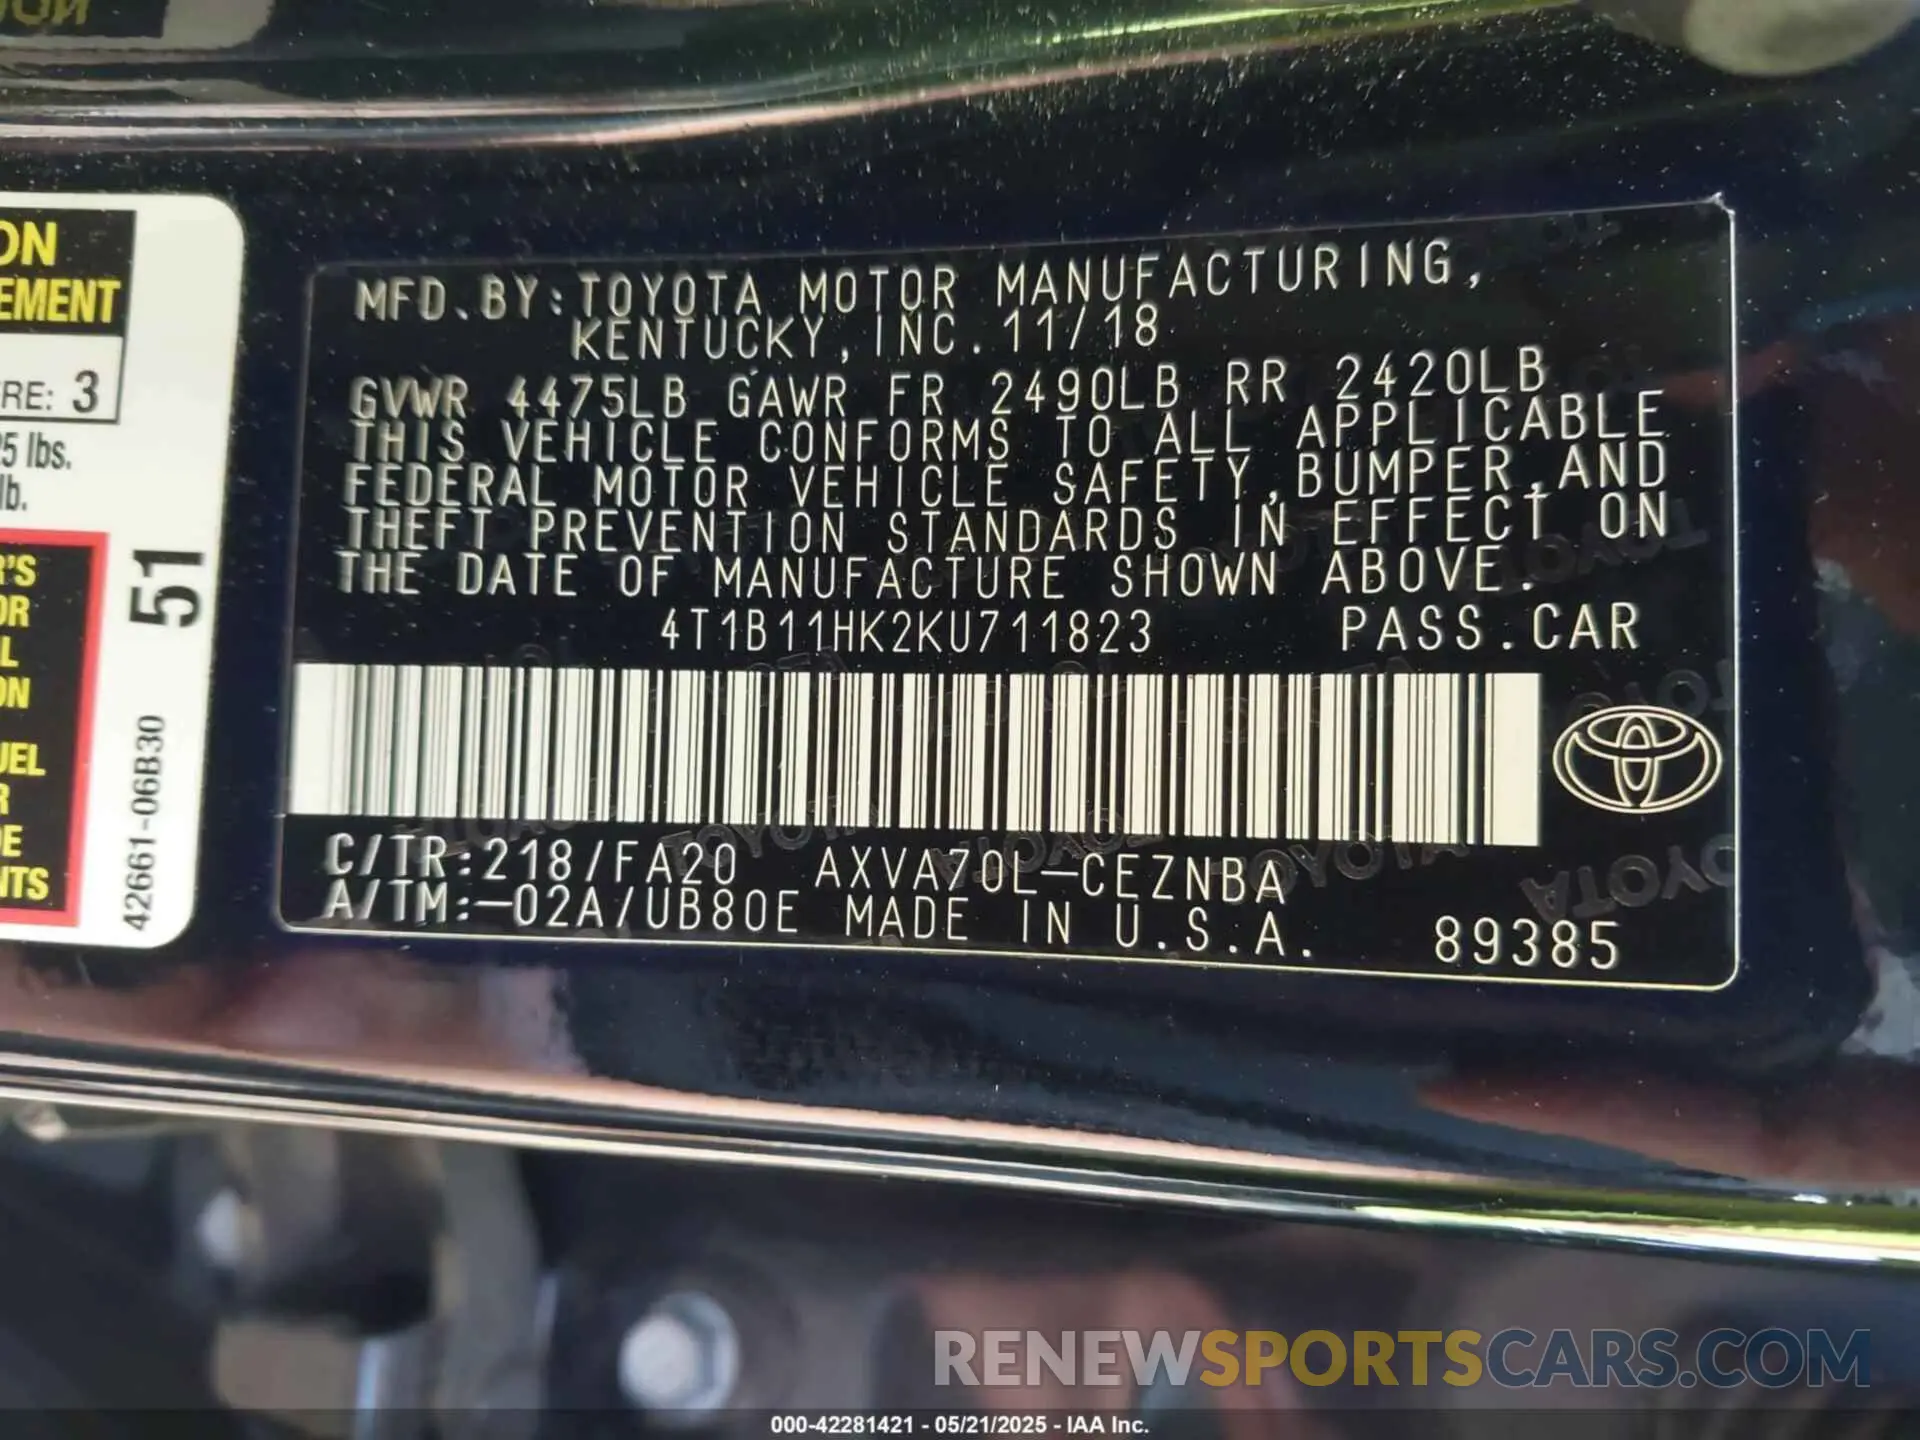 ON
EMENT
RE: 3
5 lbs.
lb.
R'S
OR
L
ON
UEL
R
DE
NTS
51
42661-06B30
MFD.BY:TOYOTA MOTOR MANUFACTURING,
KENTUCKY,INC.11/18
GVWR 4475LB GAWR FR 2490LB RR 2420LB
THIS VEHICLE CONFORMS TO ALL APPLICABLE
FEDERAL MOTOR VEHICLE SAFETY,BUMPER,AND
THEFT PREVENTION STANDARDS IN EFFECT ON
THE DATE OF MANUFACTURE SHOWN ABOVE.
4T1B11HK2KU711823 PASS.CAR
C/TR:218/FA20 AXVA70L-CEZNBA
A/TM:-02A/UB80E MADE IN U.S.A. 89385
RENEWSPORTSCARS.COM
000-42281421 - 05/21/2025 - IAA Inc.